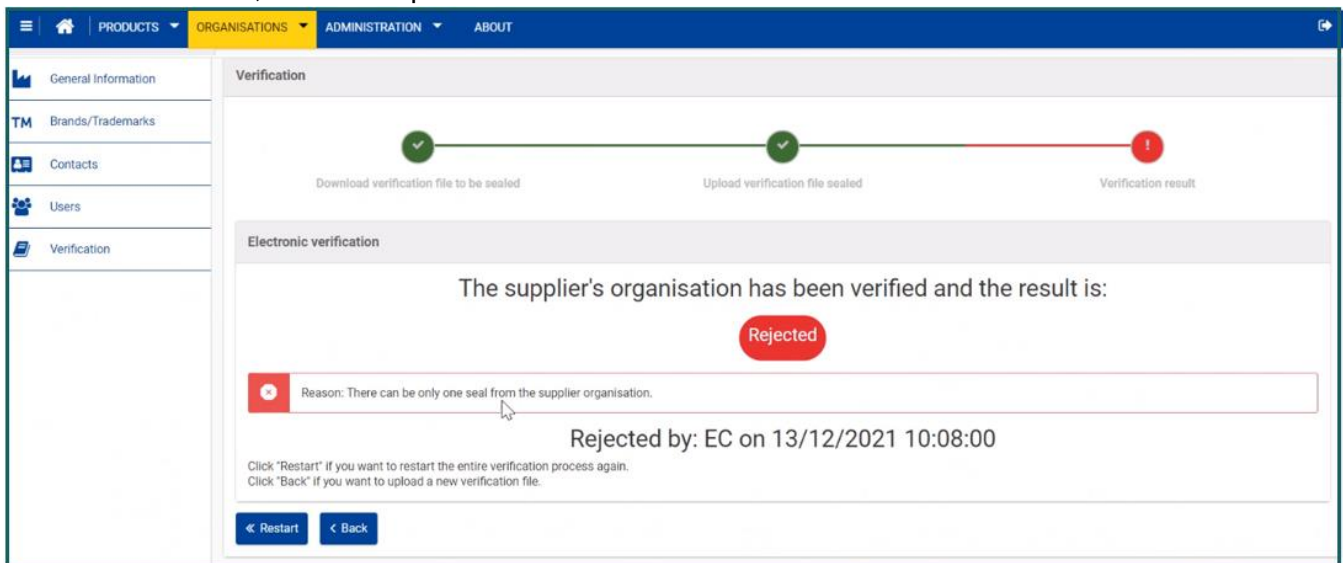 PRODUCTS ORGANISATIONS ADMINISTRATION ABOUT
General Information
TM Brands/Trademarks
Contacts
Users
Verification
Verification
Download verification file to be sealed
Upload verification file sealed
Verification result
Electronic verification
The supplier's organisation has been verified and the result is:
Rejected
Reason: There can be only one seal from the supplier organisation.
Rejected by: EC on 13/12/2021 10:08:00
Click "Restart" if you want to restart the entire verification process again.
Click "Back" if you want to upload a new verification file.
« Restart < Back